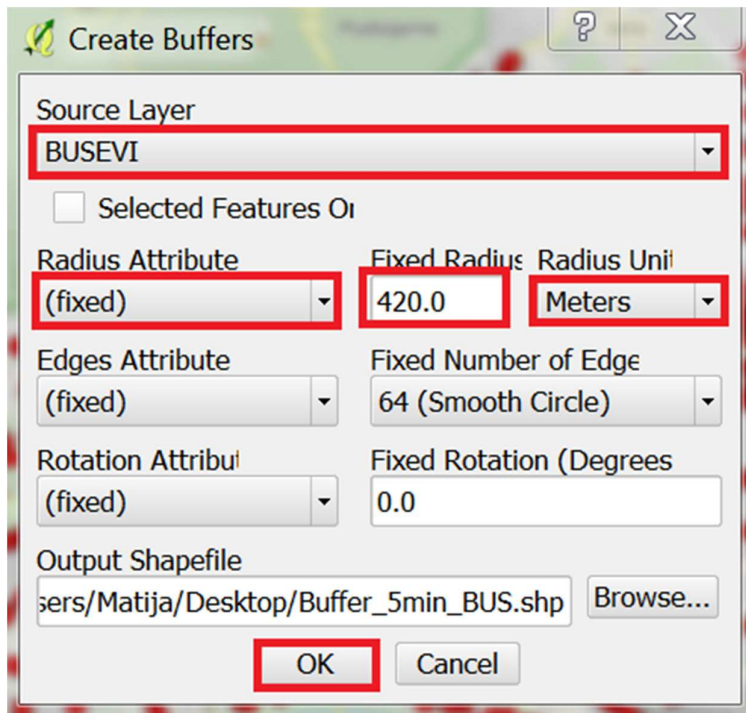 Create Buffers
Source Layer
BUSEVI
Selected Features Or
Radius Attribute Fixed Radius Radius Unit
(fixed) 420.0 Meters
Edges Attribute Fixed Number of Edge
(fixed) 64 (Smooth Circle)
Rotation Attribut Fixed Rotation (Degrees
(fixed) 0.0
Output Shapefile
sers/Matija/Desktop/Buffer_5min_BUS.shp Browse...
OK Cancel